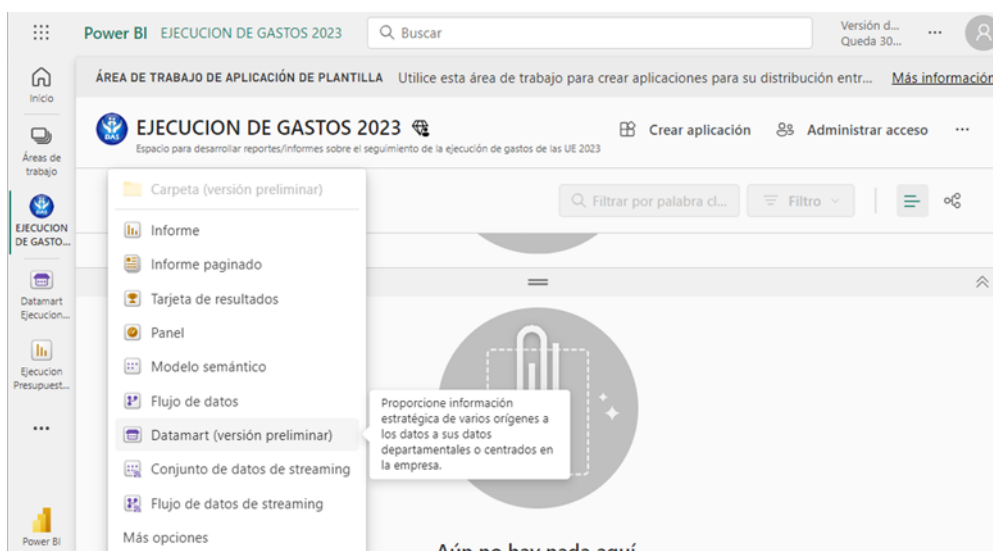 Power BI EJECUCION DE GASTOS 2023
Buscar
Versión d...
Queda 30...
Inicio
Áreas de
trabajo
EJECUCION
DE GASTO...
Datamart
Ejecucion...
Ejecucion
Presupuest...
Power BI
ÁREA DE TRABAJO DE APLICACIÓN DE PLANTILLA Utilice esta área de trabajo para crear aplicaciones para su distribución entr... Más información
DAS
EJECUCION DE GASTOS 2023
Espacio para desarrollar reportes/informes sobre el seguimiento de la ejecución de gastos de las UE 2023
Crear aplicación
Administrar acceso
Filtrar por palabra cl...
Filtro
Carpeta (versión preliminar)
Informe
Informe paginado
Tarjeta de resultados
Panel
Modelo semántico
Flujo de datos
Datamart (versión preliminar)
Conjunto de datos de streaming
Flujo de datos de streaming
Más opciones
Proporcione información
estratégica de varios orígenes a
los datos a sus datos
departamentales o centrados en
la empresa.
Aún no hay nada aquí